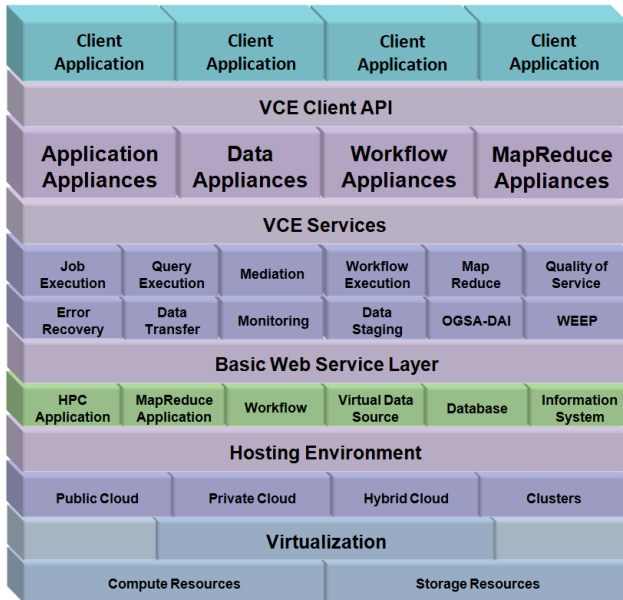 Client Client Client Client
Application Application Application Application
VCE Client API
Application Data Workflow MapReduce
Appliances Appliances Appliances Appliances
VCE Services
Job Query Mediation Workflow Map Quality of
Execution Execution Execution Reduce Service
Error Data Monitoring Data OGSA-DAI WEEP
Recovery Transfer Staging
Basic Web Service Layer
HPC MapReduce Workflow Virtual Data Database Information
Application Application Source System
Hosting Environment
Public Cloud Private Cloud Hybrid Cloud Clusters
Virtualization
Compute Resources Storage Resources